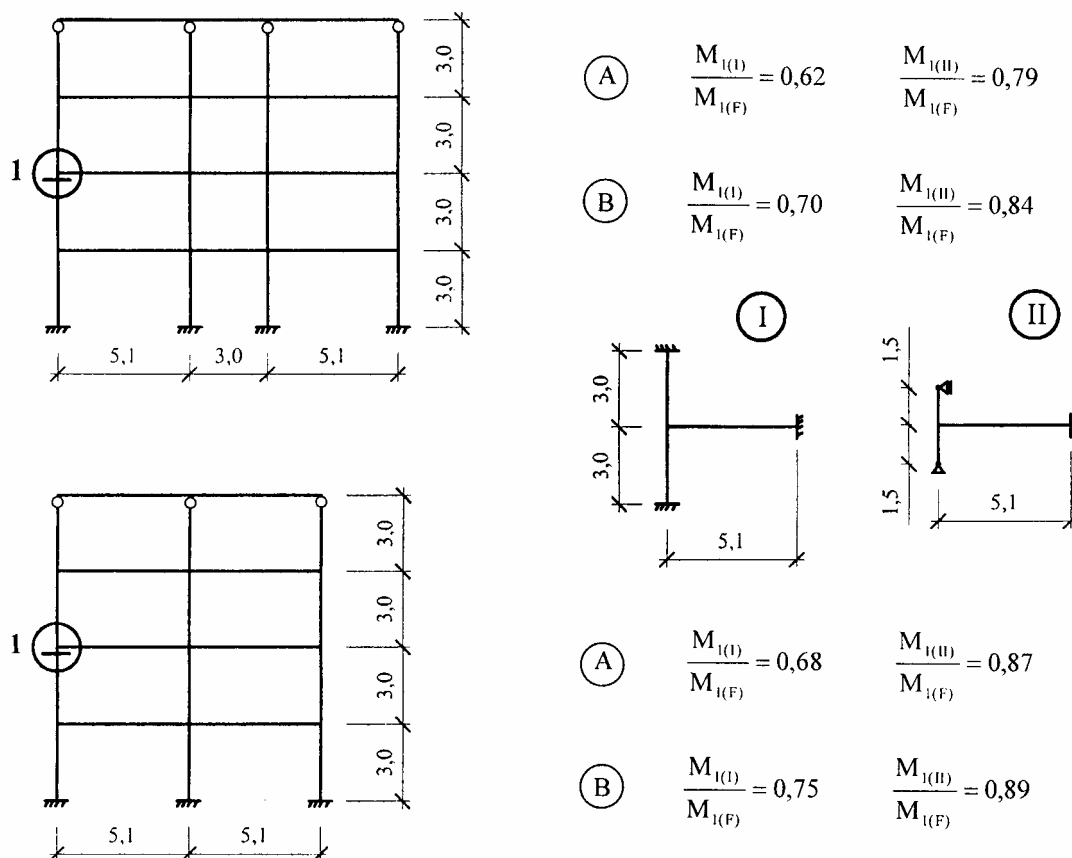 3,0
3,0
3,0
3,0
1
5,1 3,0 5,1
A M1(I) / M1(F) = 0,62 M1(II) / M1(F) = 0,79
B M1(I) / M1(F) = 0,70 M1(II) / M1(F) = 0,84
I II
3,0
3,0
5,1
1,5
1,5
5,1
3,0
3,0
3,0
3,0
1
5,1 5,1
A M1(I) / M1(F) = 0,68 M1(II) / M1(F) = 0,87
B M1(I) / M1(F) = 0,75 M1(II) / M1(F) = 0,89